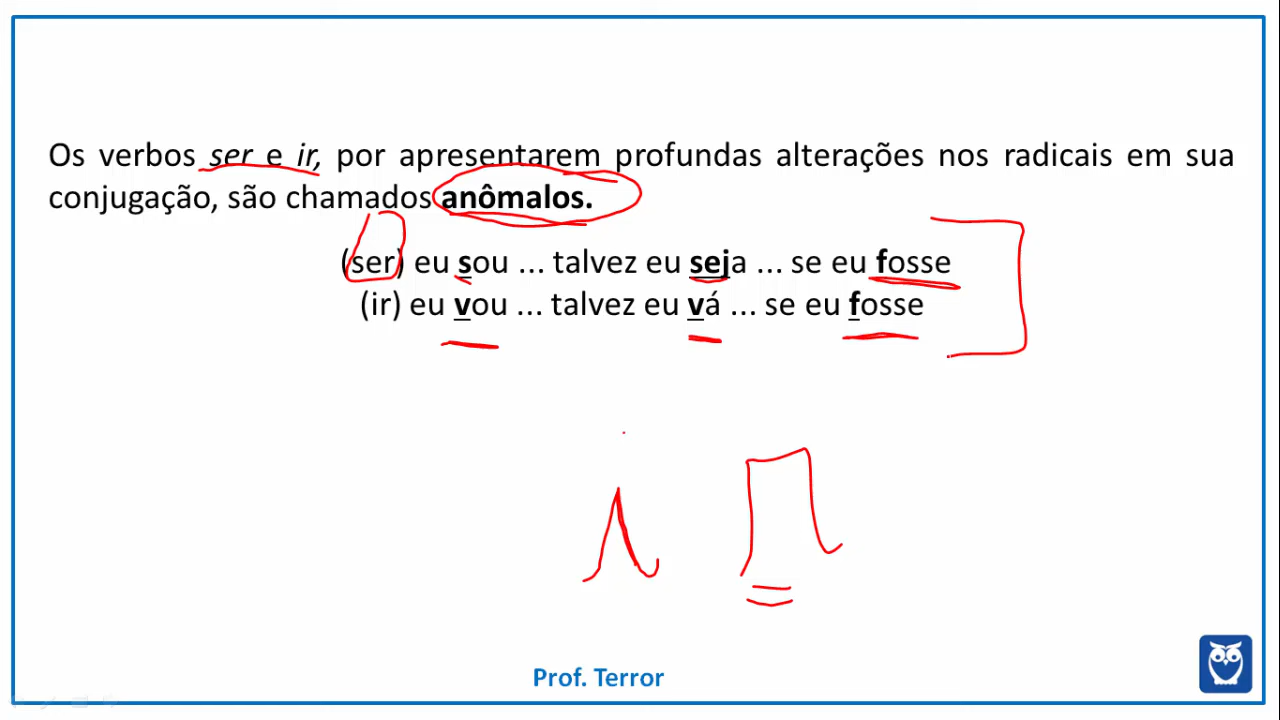 Os verbos ser e ir, por apresentarem profundas alterações nos radicais em sua
conjugação, são chamados anômalos.
(ser) eu sou ... talvez eu seja ... se eu fosse
(ir) eu vou ... talvez eu vá ... se eu fosse
Prof. Terror